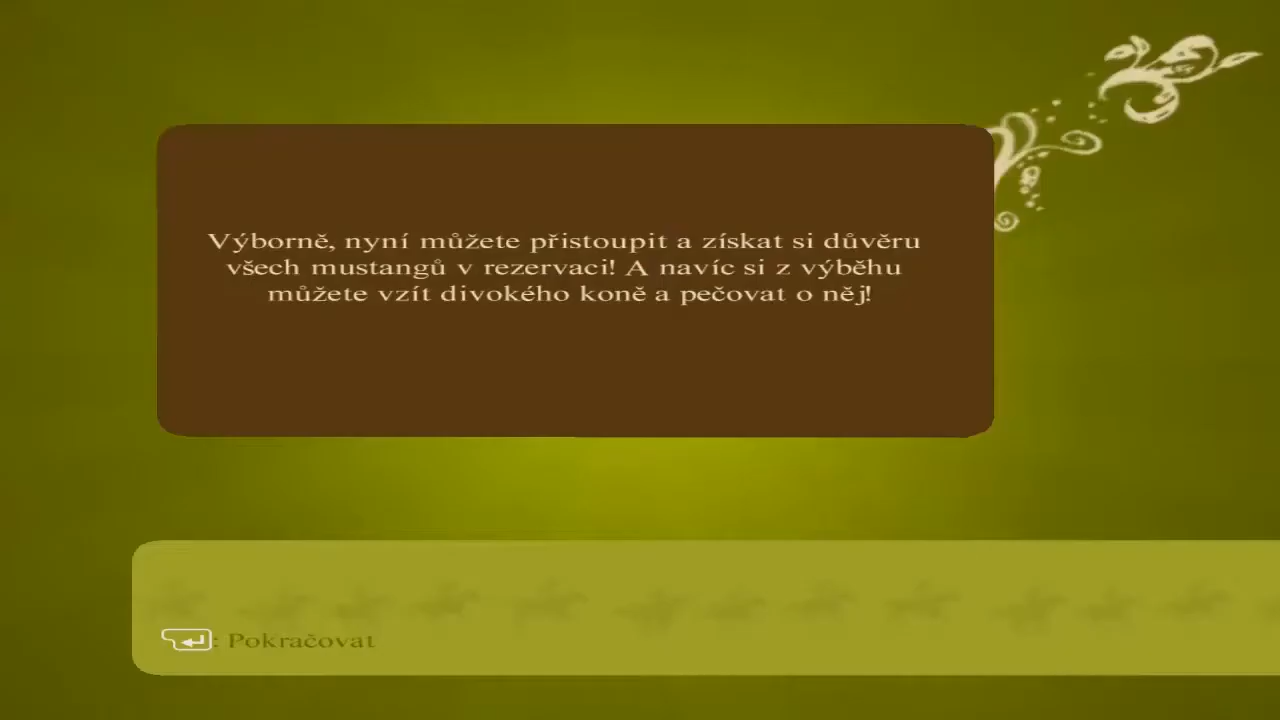 Výborně, nyní můžete přistoupit a získat si důvěru
všech mustangů v rezervaci! A navíc si z výběhu
můžete vzít divokého koně a pečovat o něj!
: Pokračovat